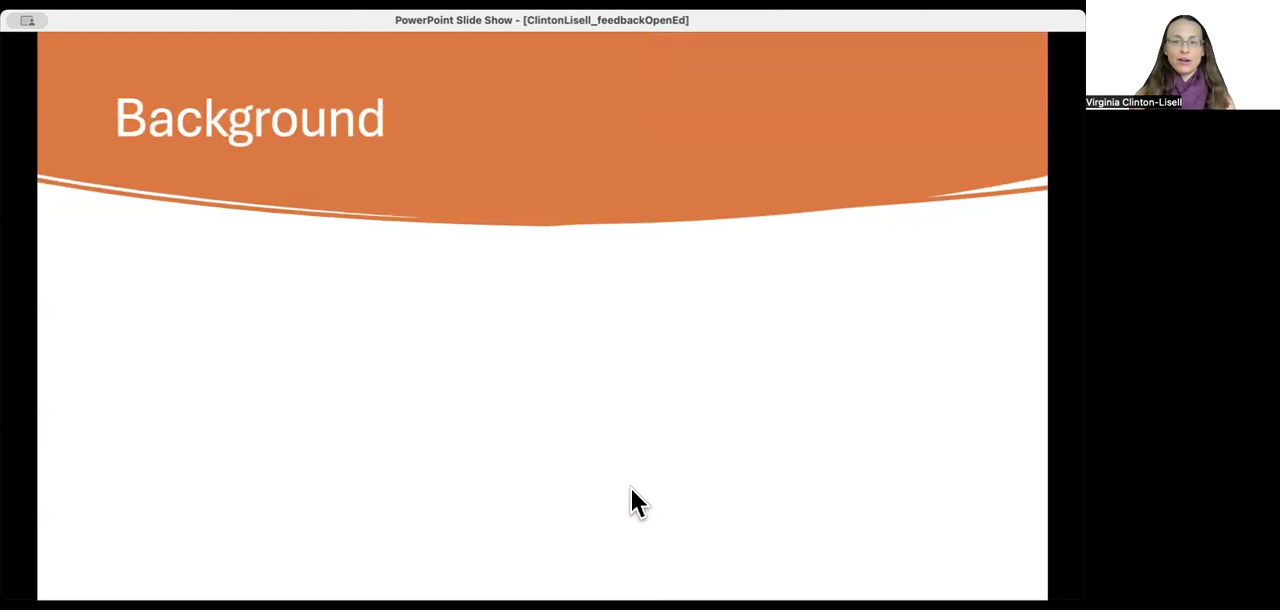 PowerPoint Slide Show - [ClintonLisell_feedbackOpenEd]
Background
Virginia Clinton-Lisell